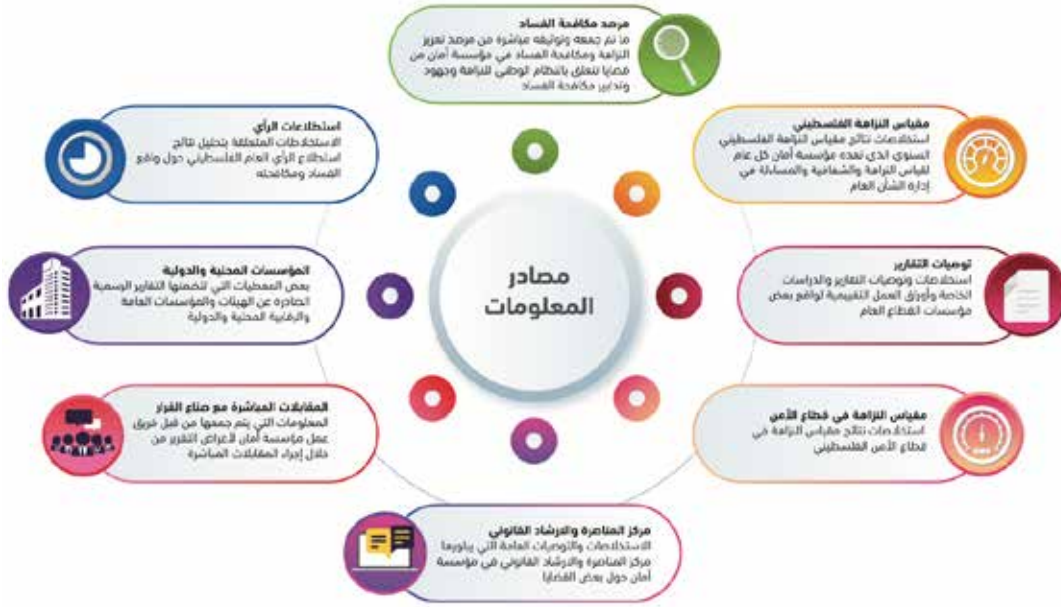 مرصد مكافحة الفساد
ما تم جمعه وتوثيقه مباشرة من مرصد تعزيز
النزاهة ومكافحة الفساد في مؤسسة أمان من
قضايا تتعلق بالنظام الوطني للنزاهة وجهود
وتدابير مكافحة الفساد
مقياس النزاهة الفلسطيني
استخلاصات نتائج مقياس النزاهة الفلسطيني
السنوي الذي تعده مؤسسة أمان كل عام
لقياس النزاهة والشفافية والمساءلة في
إدارة الشأن العام
استطلاعات الرأي
الاستخلاصات المتعلقة بتحليل نتائج
استطلاع الرأي العام الفلسطيني حول واقع
الفساد ومكافحته
توصيات التقارير
استخلاصات وتوصيات التقارير والدراسات
الخاصة وأوراق العمل التقييمية لواقع بعض
مؤسسات القطاع العام
مصادر
المعلومات
المؤسسات المحلية والدولية
بعض المعطيات التي تتضمنها التقارير الرسمية
الصادرة عن الهيئات والمؤسسات العامة
والرقابية المحلية والدولية
مقياس النزاهة في قطاع الأمن
استخلاصات نتائج مقياس النزاهة في
قطاع الأمن الفلسطيني
المقابلات المباشرة مع صناع القرار
المعلومات التي يتم جمعها من قبل فريق
عمل مؤسسة أمان لأغراض التقرير من
خلال إجراء المقابلات المباشرة
مركز المناصرة والارشاد القانوني
الاستخلاصات والتوصيات العامة التي يبلورها
مركز المناصرة والارشاد القانوني في مؤسسة
أمان حول بعض القضايا